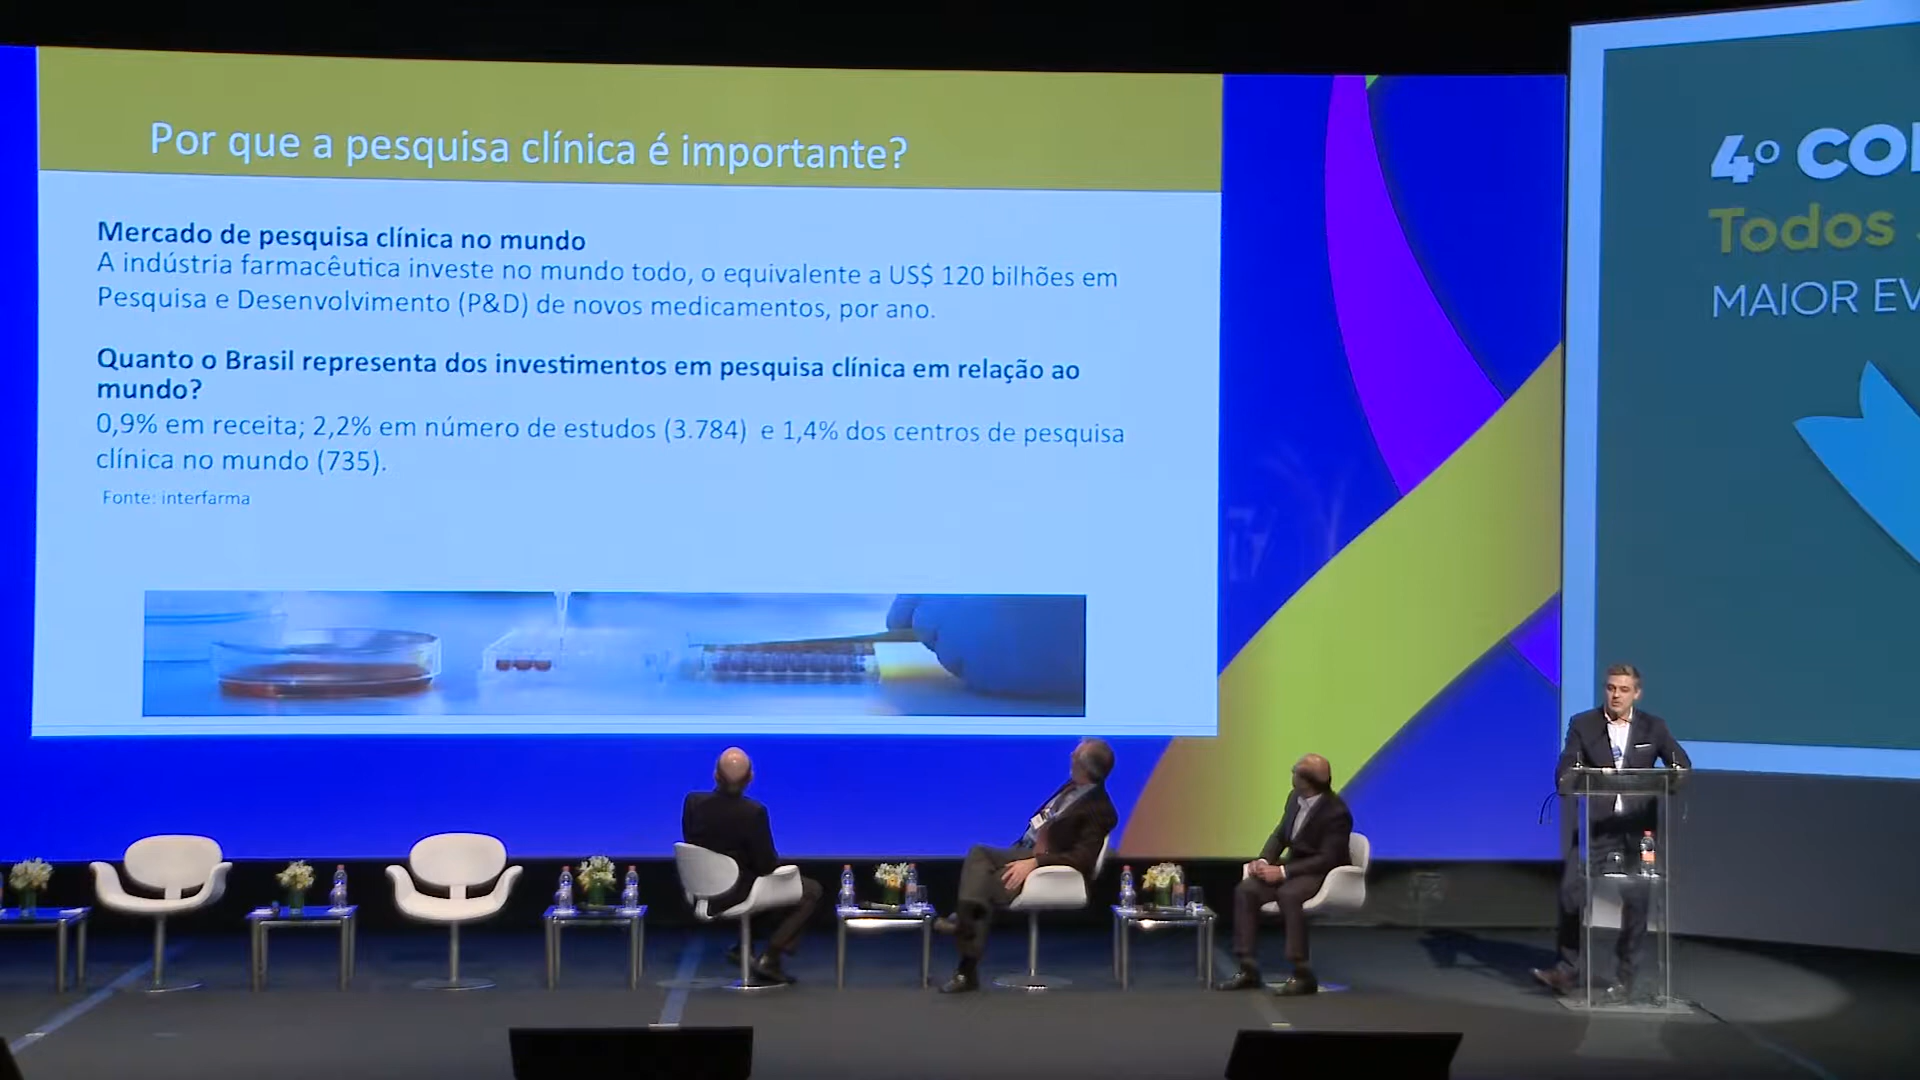 Por que a pesquisa clínica é importante?
Mercado de pesquisa clínica no mundo
A indústria farmacêutica investe no mundo todo, o equivalente a US$ 120 bilhões em
Pesquisa e Desenvolvimento (P&D) de novos medicamentos, por ano.
Quanto o Brasil representa dos investimentos em pesquisa clínica em relação ao
mundo?
0,9% em receita; 2,2% em número de estudos (3.784) e 1,4% dos centros de pesquisa
clínica no mundo (735).
Fonte: interfarma
4º
Todos
MAIOR